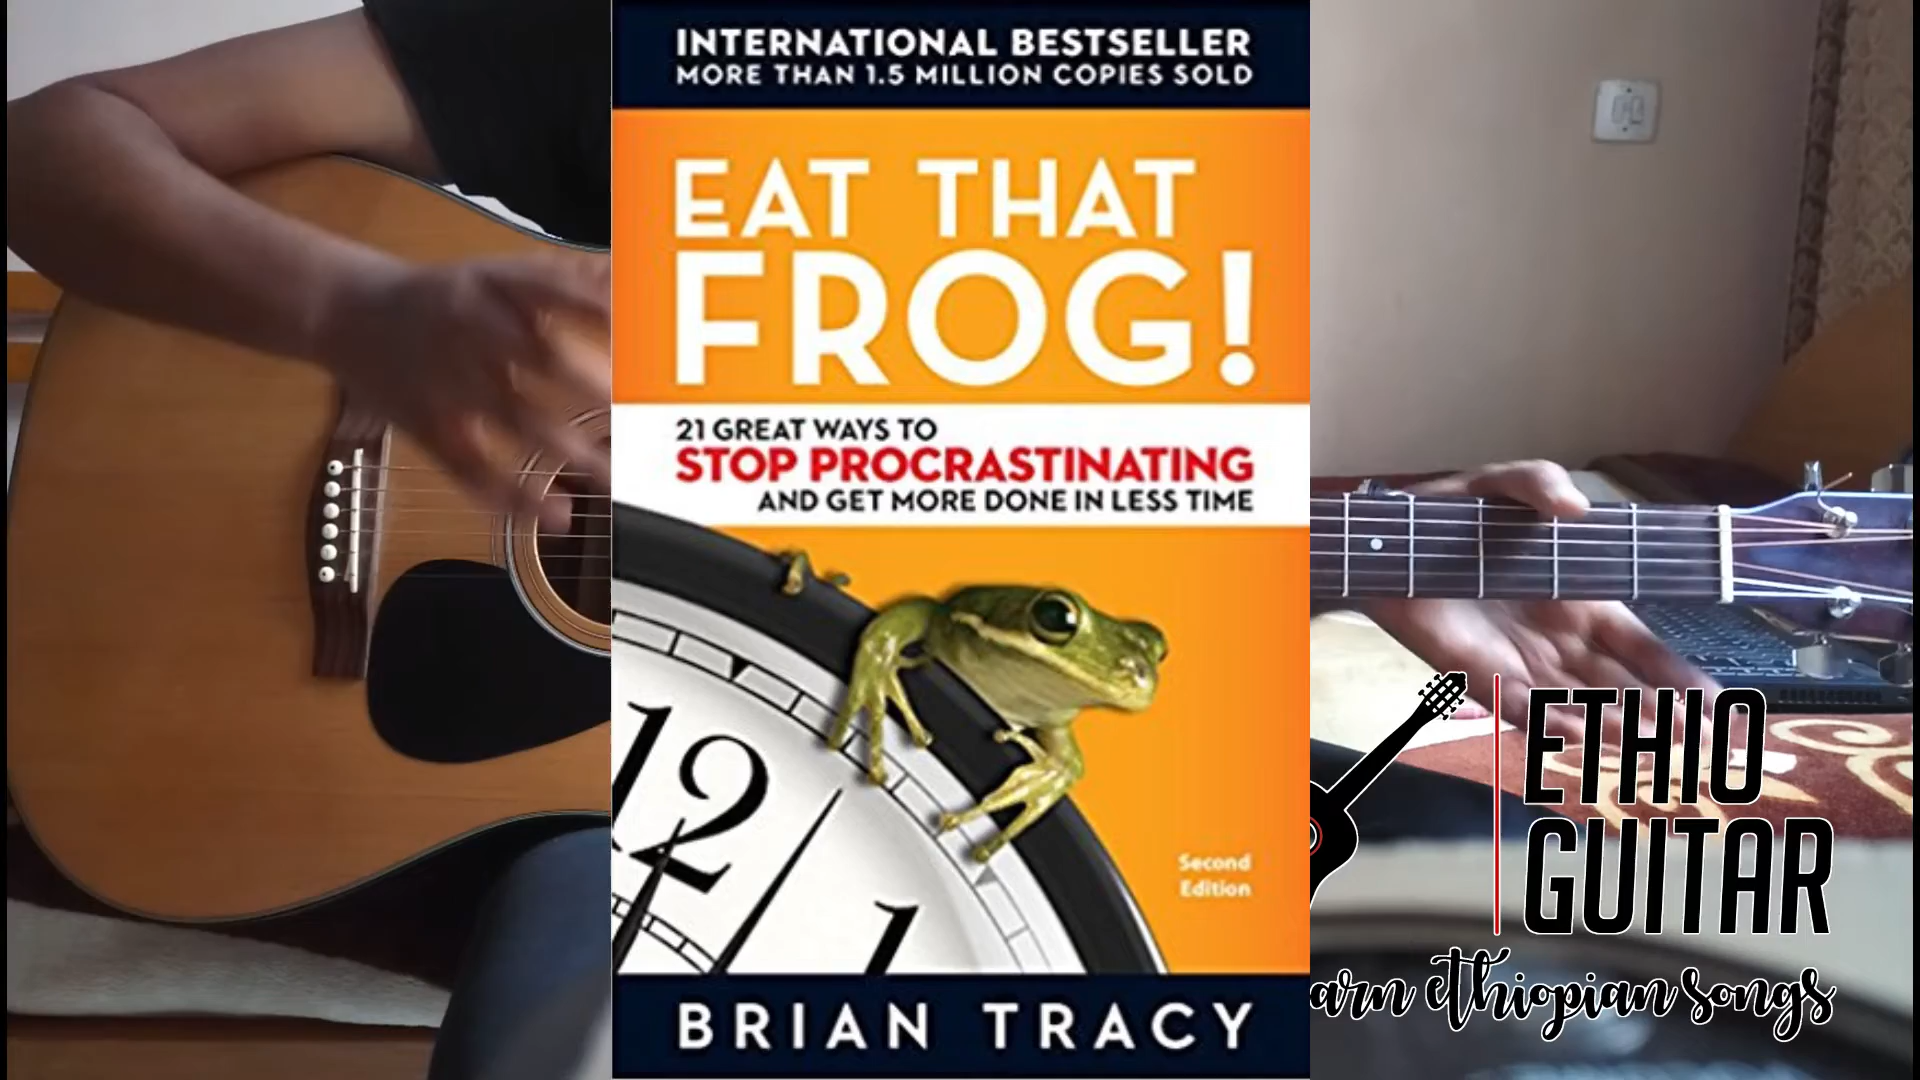 INTERNATIONAL BESTSELLER
MORE THAN 1.5 MILLION COPIES SOLD
EAT THAT
FROG!
21 GREAT WAYS TO
STOP PROCRASTINATING
AND GET MORE DONE IN LESS TIME
12
1
Second
Edition
BRIAN TRACY
ETHIO
GUITAR
arn ethiopian songs